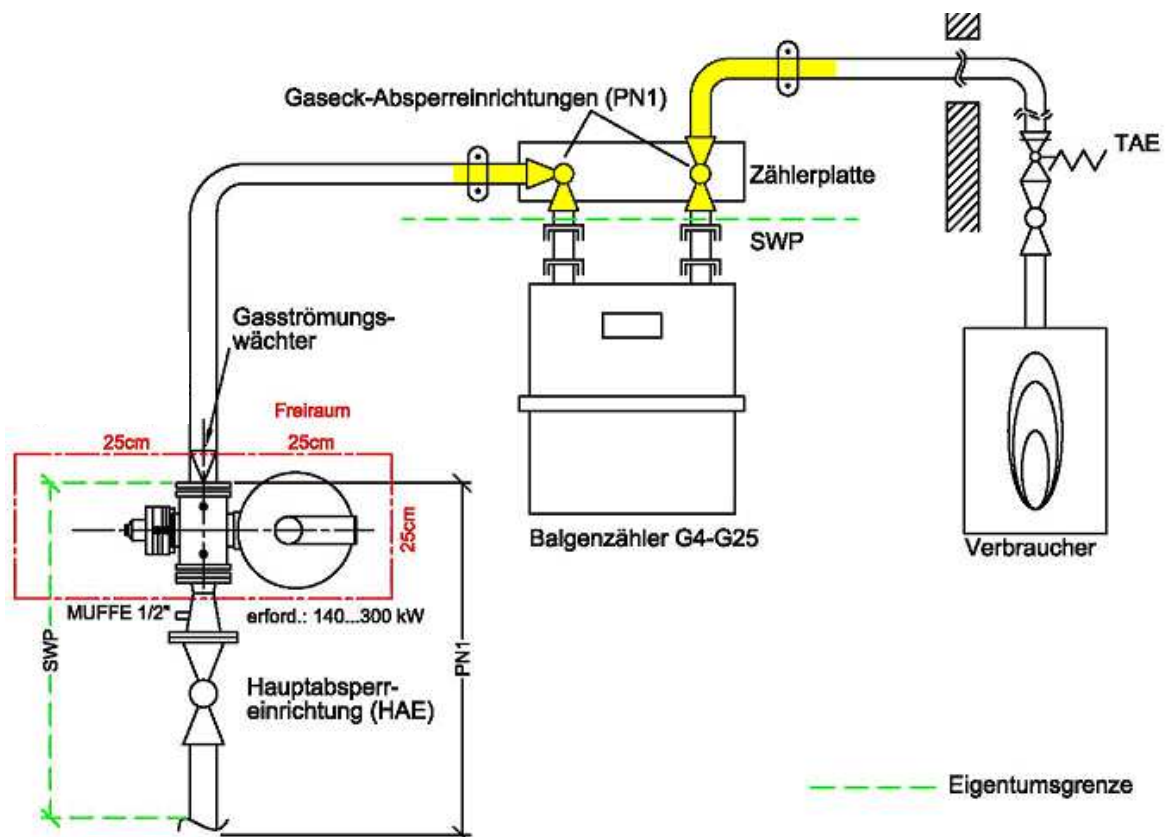 Gaseck-Absperreinrichtungen (PN1)
TAE
Zählerplatte
SWP
Gasströmungs-
wächter
Freiraum
25cm
25cm
25cm
Balgenzähler G4-G25
Verbraucher
MUFFE 1/2"
erford.: 140...300 kW
SWP
PN1
Hauptabsperr-
einrichtung (HAE)
Eigentumsgrenze